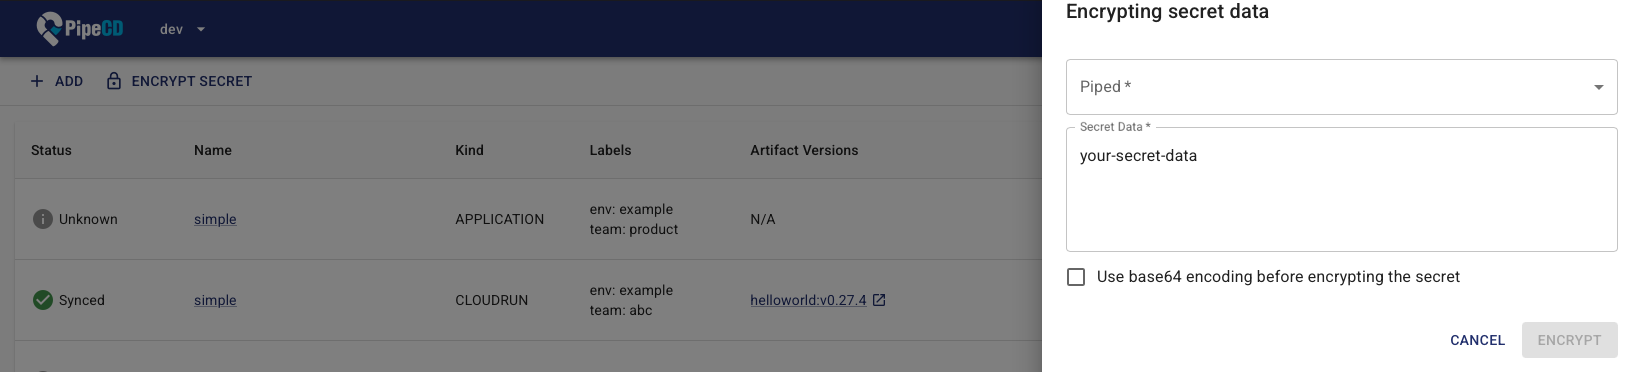 PipeCD
dev
ADD
ENCRYPT SECRET
Status
Name
Kind
Labels
Artifact Versions
Unknown
simple
APPLICATION
env: example
team: product
N/A
Synced
simple
CLOUDRUN
env: example
team: abc
helloworld:v0.27.4
Encrypting secret data
Piped *
Secret Data *
your-secret-data
Use base64 encoding before encrypting the secret
CANCEL
ENCRYPT